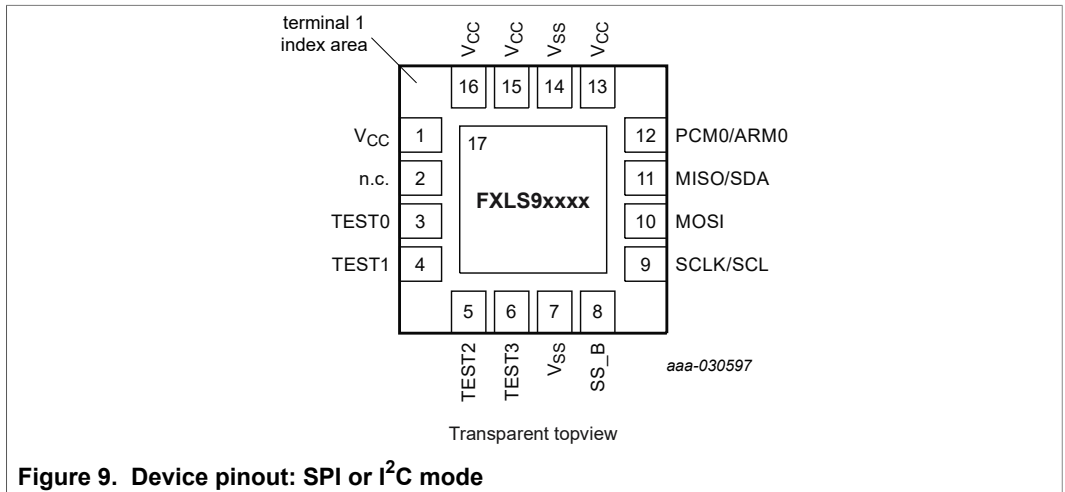 terminal 1
index area
VCC
VCC
VSS
VCC
16
15
14
13
VCC
1
n.c.
2
TEST0
3
TEST1
4
17
FXLS9xxxx
12
PCM0/ARM0
11
MISO/SDA
10
MOSI
9
SCLK/SCL
5
6
7
8
TEST2
TEST3
VSS
SS_B
aaa-030597
Transparent topview
Figure 9. Device pinout: SPI or I²C mode